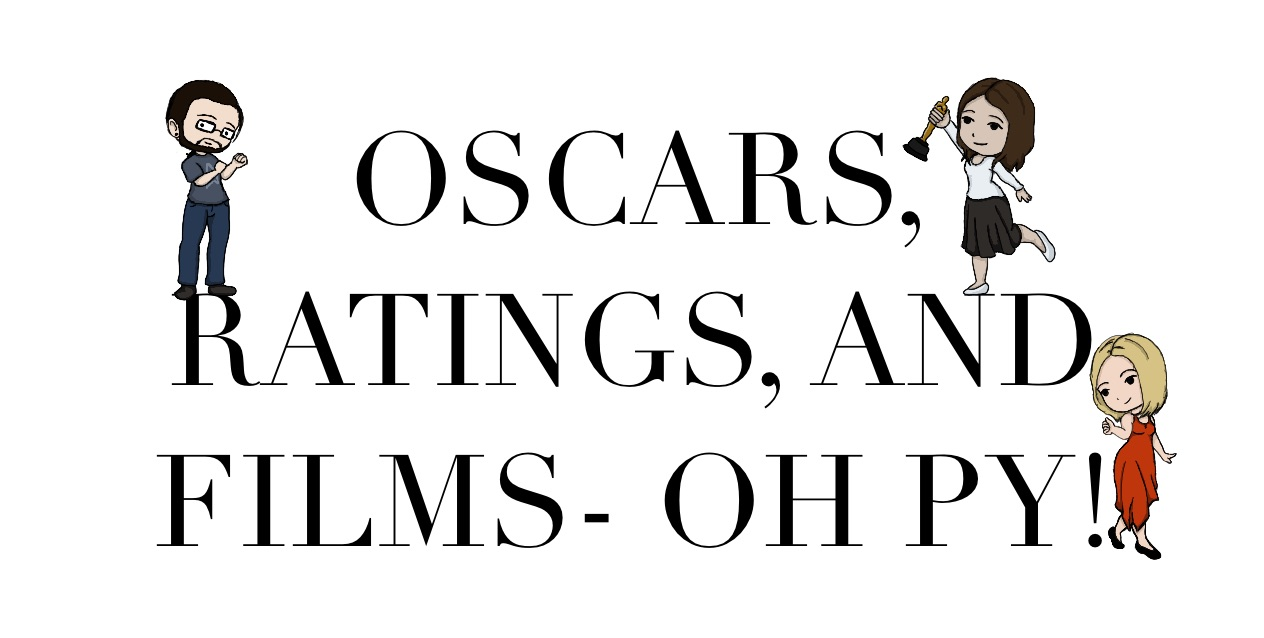 OSCARS,
RATINGS, AND
FILMS- OH PY!